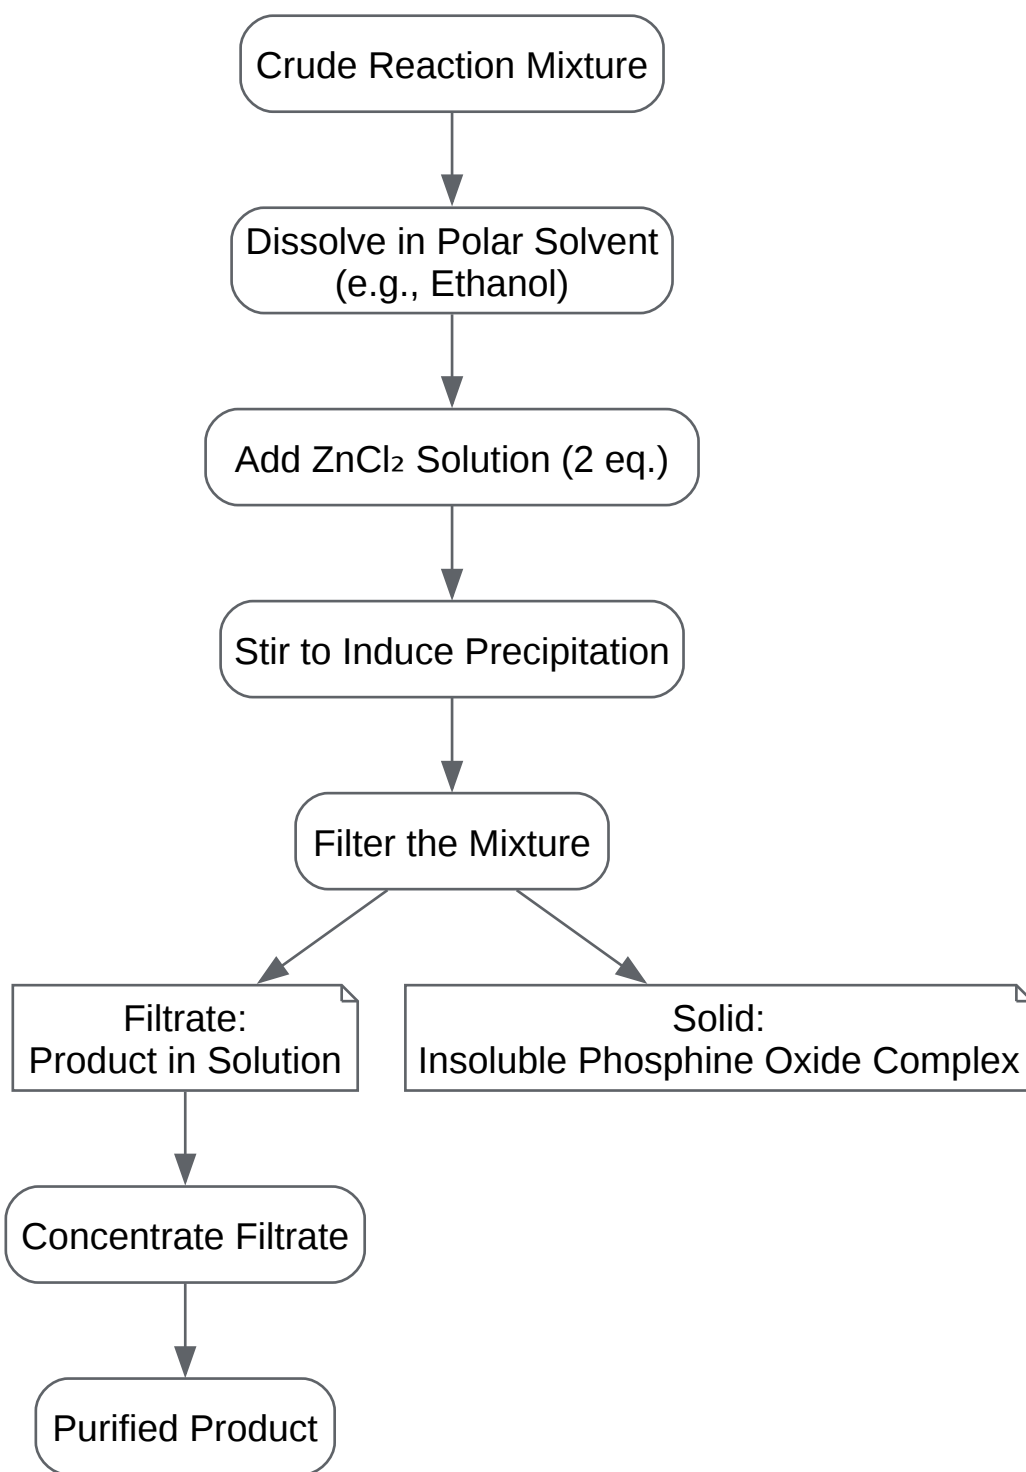 Crude Reaction Mixture
Dissolve in Polar Solvent
(e.g., Ethanol)
Add ZnCl₂ Solution (2 eq.)
Stir to Induce Precipitation
Filter the Mixture
Filtrate:
Product in Solution
Solid:
Insoluble Phosphine Oxide Complex
Concentrate Filtrate
Purified Product